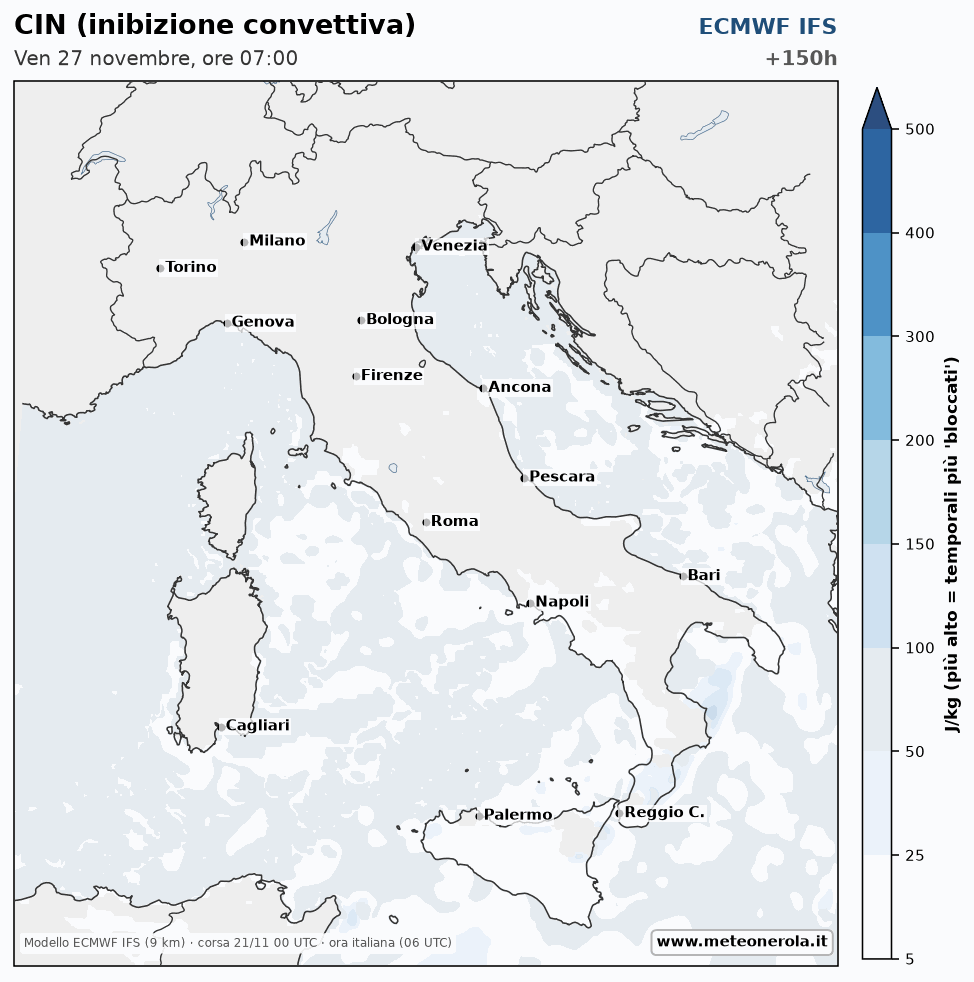 CIN (inibizione convettiva)
ECMWF IFS
Ven 27 novembre, ore 07:00
+150h
Milano
Venezia
Torino
Genova
Bologna
Firenze
Ancona
Pescara
Roma
Bari
Napoli
Cagliari
Palermo
Reggio C.
500
400
300
200
150
100
50
25
5
J/kg (più alto = temporali più 'bloccati')
Modello ECMWF IFS (9 km) · corsa 21/11 00 UTC · ora italiana (06 UTC)
www.meteonerola.it